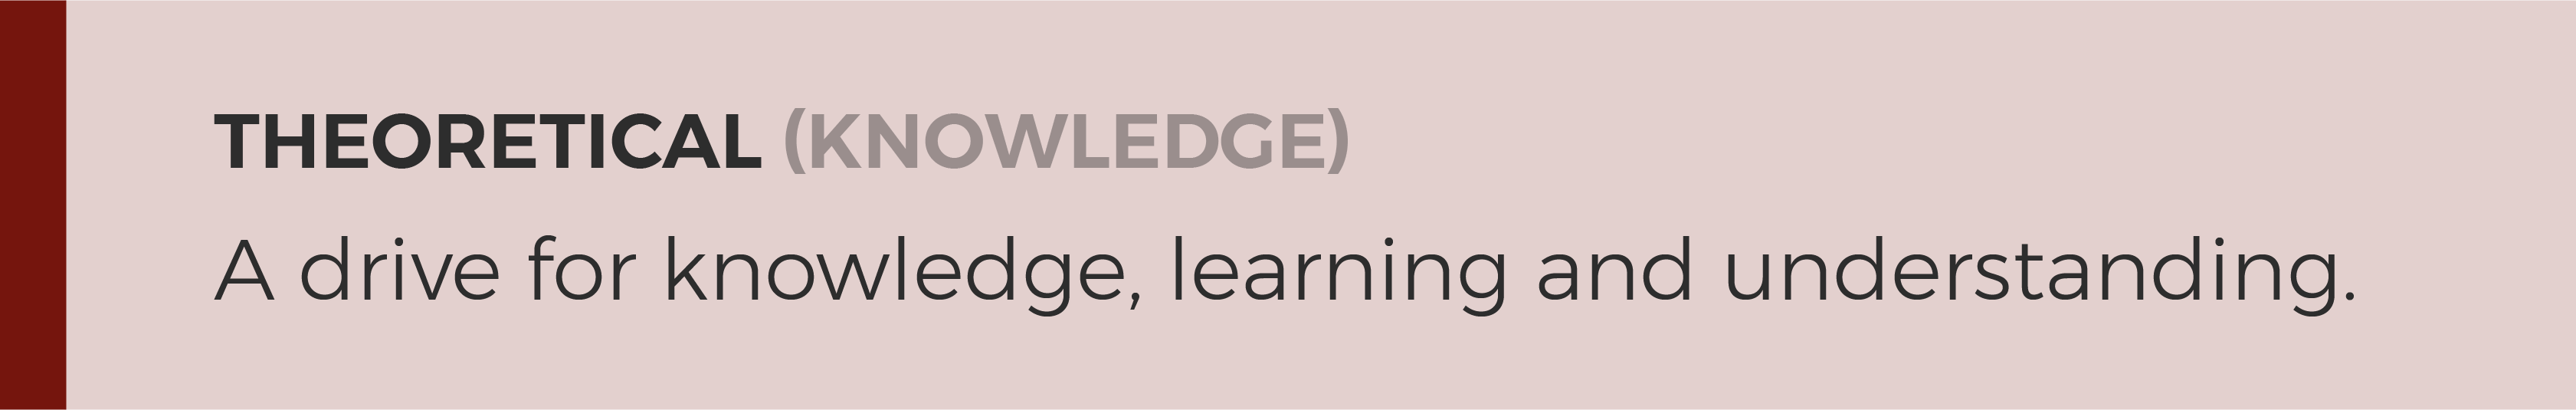 THEORETICAL (KNOWLEDGE)
A drive for knowledge, learning and understanding.